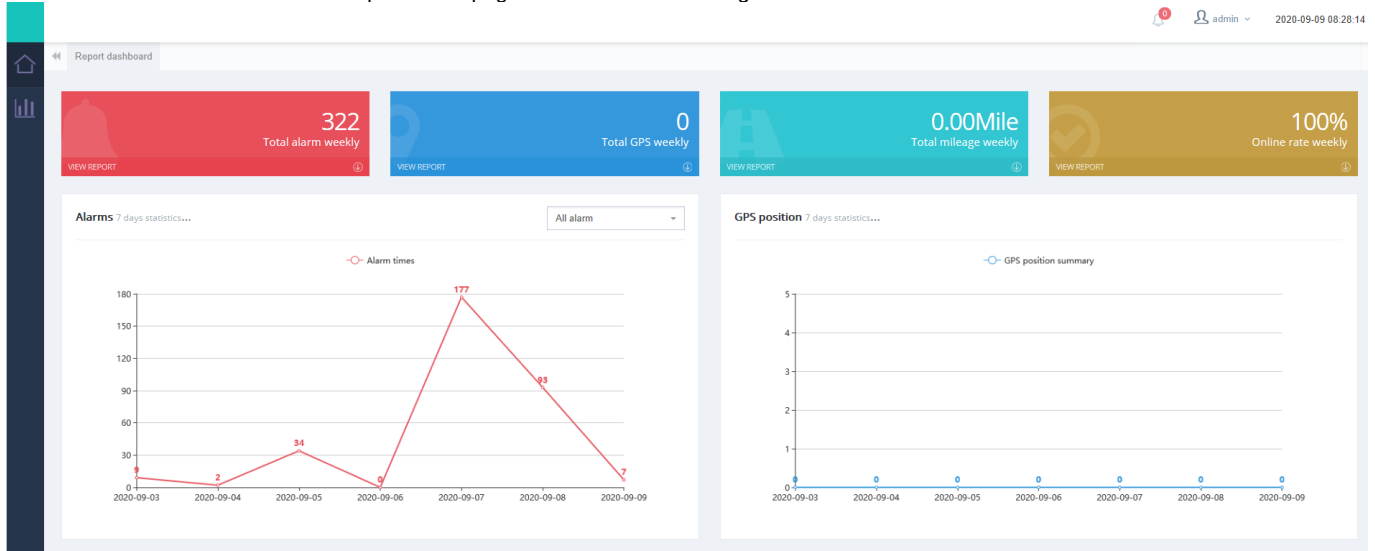 0
admin
2020-09-09 08:28:14
Report dashboard
322
Total alarm weekly
VIEW REPORT
0
Total GPS weekly
VIEW REPORT
0.00Mile
Total mileage weekly
VIEW REPORT
100%
Online rate weekly
VIEW REPORT
Alarms 7 days statistics...
All alarm
Alarm times
180
150
120
90
60
30
0
9
2
34
0
177
93
7
2020-09-03 2020-09-04 2020-09-05 2020-09-06 2020-09-07 2020-09-08 2020-09-09
GPS position 7 days statistics...
GPS position summary
5
4
3
2
1
0
0 0 0 0 0 0 0
2020-09-03 2020-09-04 2020-09-05 2020-09-06 2020-09-07 2020-09-08 2020-09-09